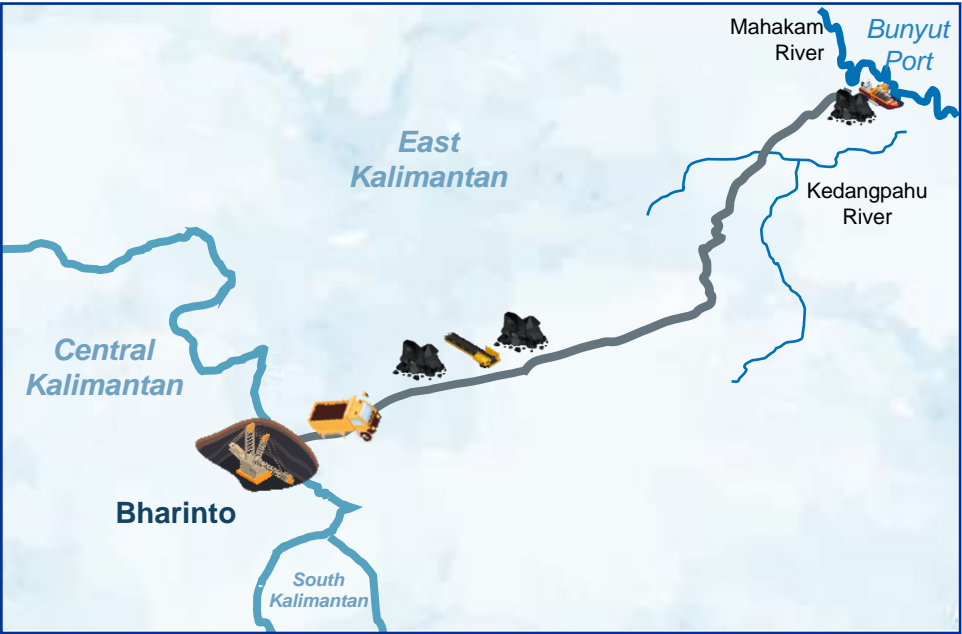 Mahakam
River
Bunyut
Port
East
Kalimantan
Kedangpahu
River
Central
Kalimantan
Bharinto
South
Kalimantan